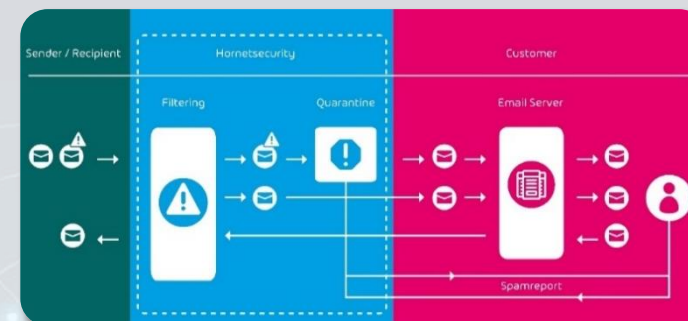 Sender / Recipient
Hornetsecurity
Customer
Filtering
Quarantine
Email Server
Spamreport